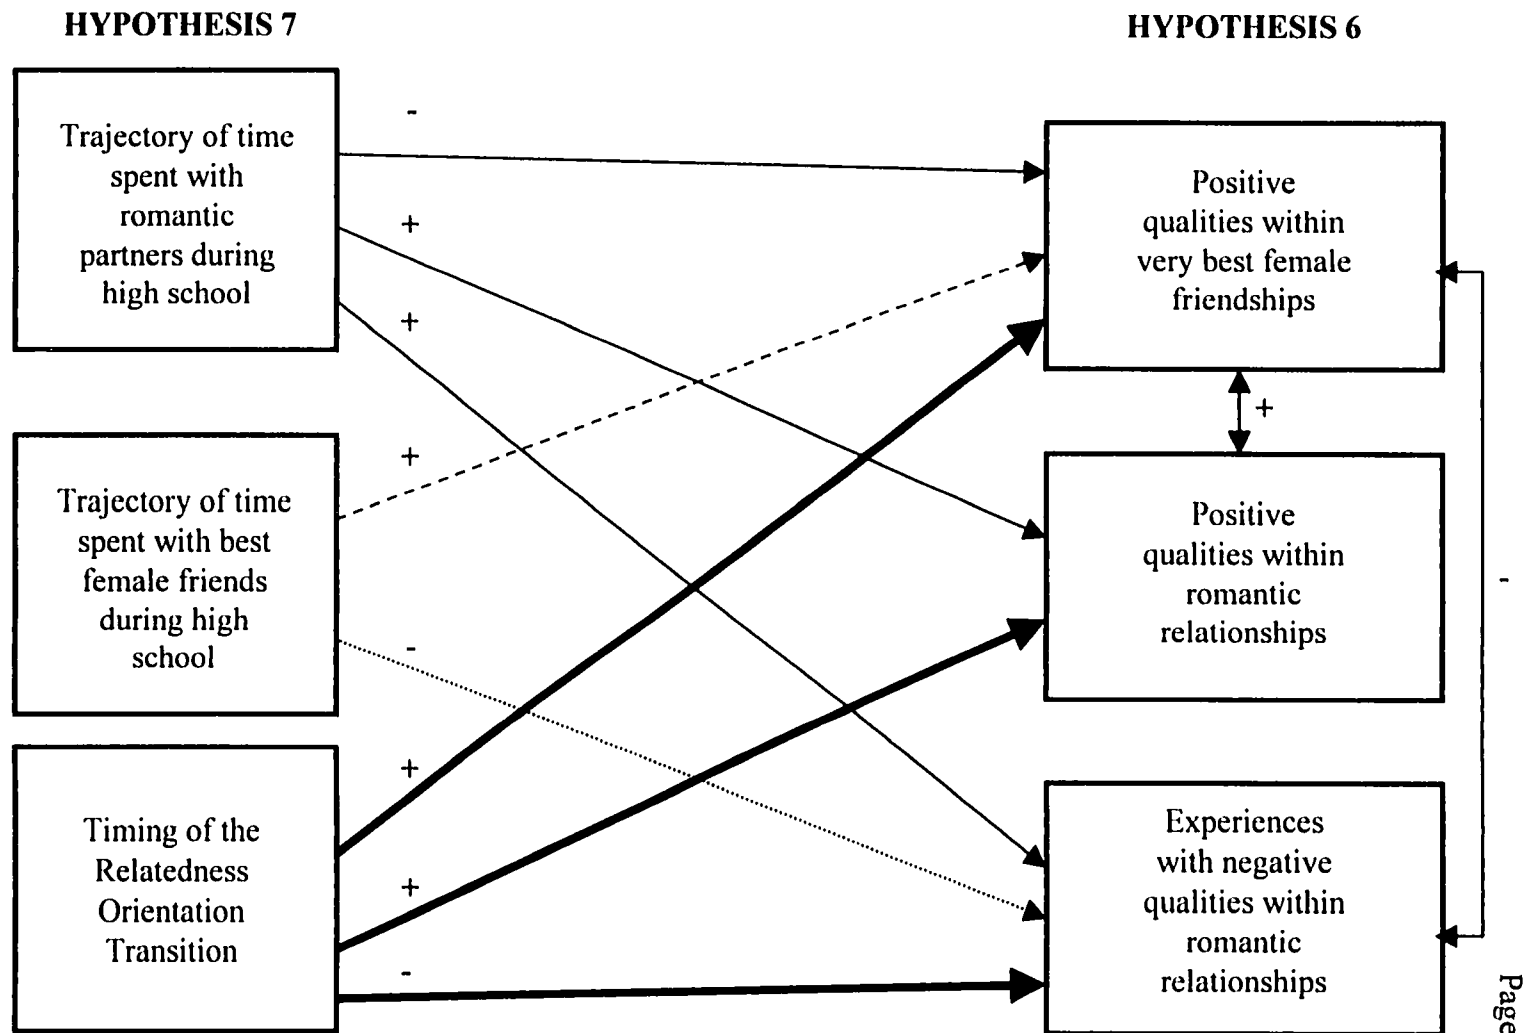 HYPOTHESIS 7
HYPOTHESIS 6
Trajectory of time
spent with
romantic
partners during
high school
-
+
+
Positive
qualities within
very best female
friendships
+
Trajectory of time
spent with best
female friends
during high
school
+
-
Positive
qualities within
romantic
relationships
-
Timing of the
Relatedness
Orientation
Transition
+
+
-
Experiences
with negative
qualities within
romantic
relationships
Page